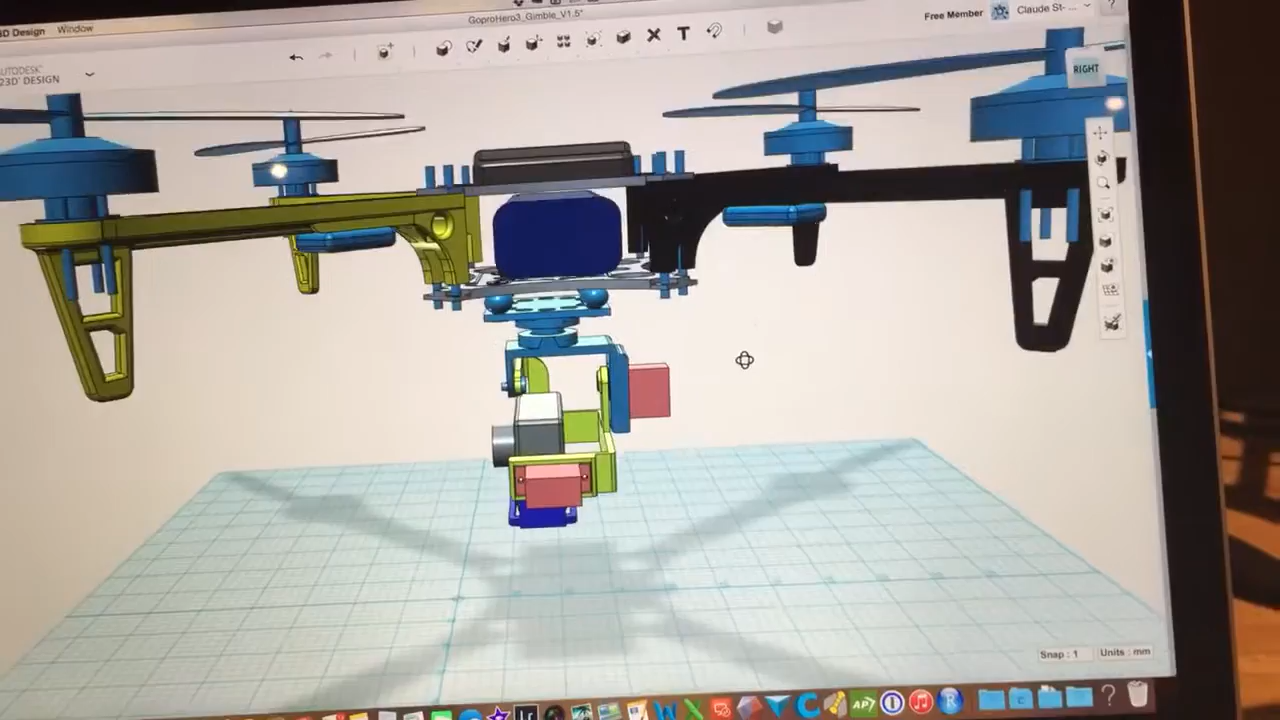 GoproHero3_Gimble_V1.5*
3D Design Window
Free Member Claude St-... ?
AUTODESK
123D° DESIGN
T
RIGHT
Snap : 1 Units : mm